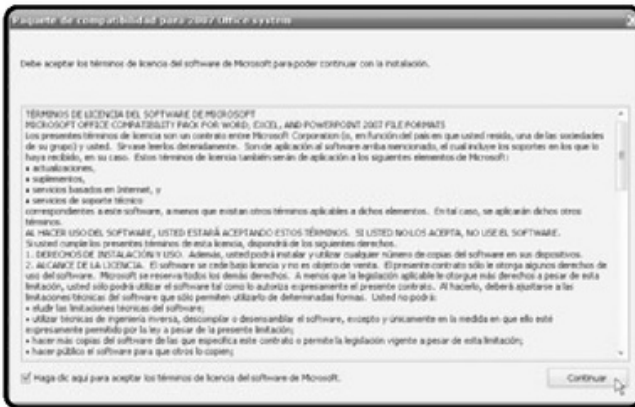 Paquete de compatibilidad para 2007 Office system
Debe aceptar los términos de licencia del software de Microsoft para poder continuar con la instalación.
TÉRMINOS DE LICENCIA DEL SOFTWARE DE MICROSOFT
MICROSOFT OFFICE COMPATIBILITY PACK FOR WORD, EXCEL, AND POWERPOINT 2007 FILE FORMATS
Los presentes términos de licencia son un contrato entre Microsoft Corporation (o, en función del país en que usted resida, una de las sociedades
de su grupo) y usted. Sírvase leerlos detenidamente. Son de aplicación al software arriba mencionado, el cual incluye los soportes en los que lo
haya recibido, en su caso. Estos términos de licencia también serán de aplicación a los siguientes elementos de Microsoft:
• actualizaciones,
• suplementos,
• servicios basados en Internet, y
• servicios de soporte técnico
correspondientes a este software, a menos que existan otros términos aplicables a dichos elementos. En tal caso, se aplicarán dichos otros
términos.
AL HACER USO DEL SOFTWARE, USTED ESTARÁ ACEPTANDO ESTOS TÉRMINOS. SI USTED NO LOS ACEPTA, NO USE EL SOFTWARE.
Si usted cumple los presentes términos de esta licencia, dispondrá de los siguientes derechos.
1. DERECHOS DE INSTALACIÓN Y USO. Además, usted podrá instalar y utilizar cualquier número de copias del software en sus dispositivos.
2. ALCANCE DE LA LICENCIA. El software se cede bajo licencia y no es objeto de venta. El presente contrato sólo le otorga algunos derechos de
uso del software. Microsoft se reserva todos los demás derechos. A menos que la legislación aplicable le otorgue más derechos a pesar de esta
limitación, usted sólo podrá utilizar el software tal como lo autoriza expresamente el presente contrato. Al hacerlo, deberá ajustarse a las
limitaciones técnicas del software que sólo permiten utilizarlo de determinadas formas. Usted no podrá:
• eludir las limitaciones técnicas del software;
• utilizar técnicas de ingeniería inversa, descompilar o desensamblar el software, excepto y únicamente en la medida en que ello esté
expresamente permitido por la ley a pesar de la presente limitación;
• hacer más copias del software de las que especifica este contrato o permite la legislación vigente a pesar de esta limitación;
• hacer público el software para que otros lo copien;
Haga clic aquí para aceptar los términos de licencia del software de Microsoft.
Continuar